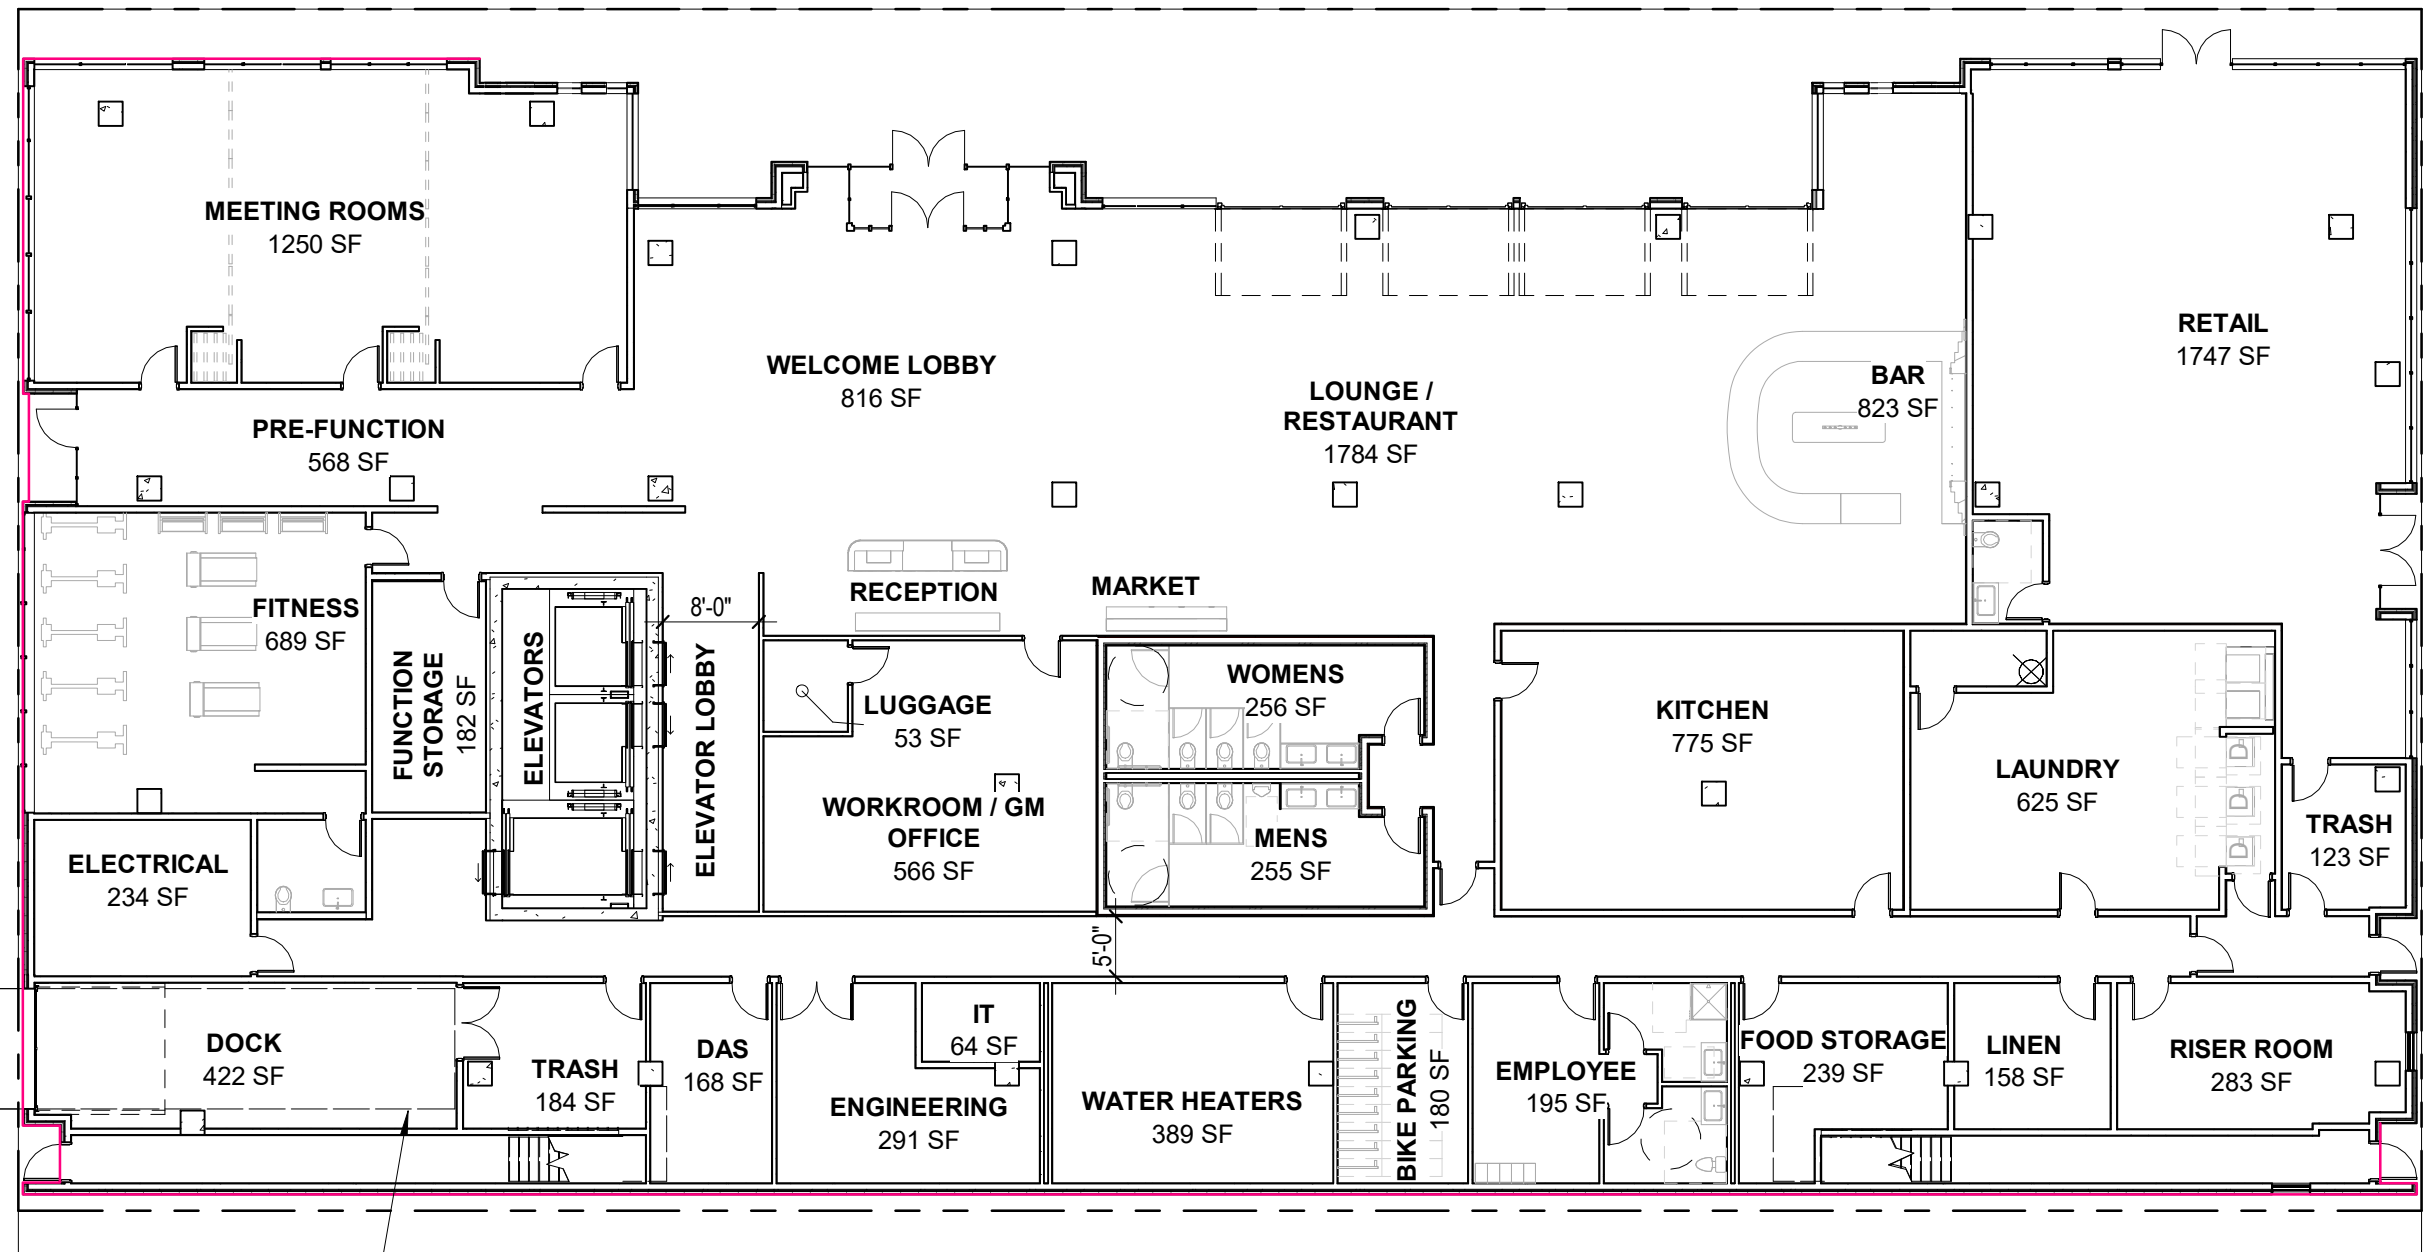 MEETING ROOMS
1250 SF
PRE-FUNCTION
568 SF
WELCOME LOBBY
816 SF
LOUNGE /
RESTAURANT
1784 SF
BAR
823 SF
RETAIL
1747 SF
FITNESS
689 SF
FUNCTION
STORAGE
182 SF
ELEVATORS
8'-0"
ELEVATOR LOBBY
RECEPTION
MARKET
LUGGAGE
53 SF
WORKROOM / GM
OFFICE
566 SF
WOMENS
256 SF
MENS
255 SF
KITCHEN
775 SF
LAUNDRY
625 SF
TRASH
123 SF
ELECTRICAL
234 SF
5'-0"
DOCK
422 SF
TRASH
184 SF
DAS
168 SF
IT
64 SF
ENGINEERING
291 SF
WATER HEATERS
389 SF
BIKE PARKING
180 SF
EMPLOYEE
195 SF
FOOD STORAGE
239 SF
LINEN
158 SF
RISER ROOM
283 SF